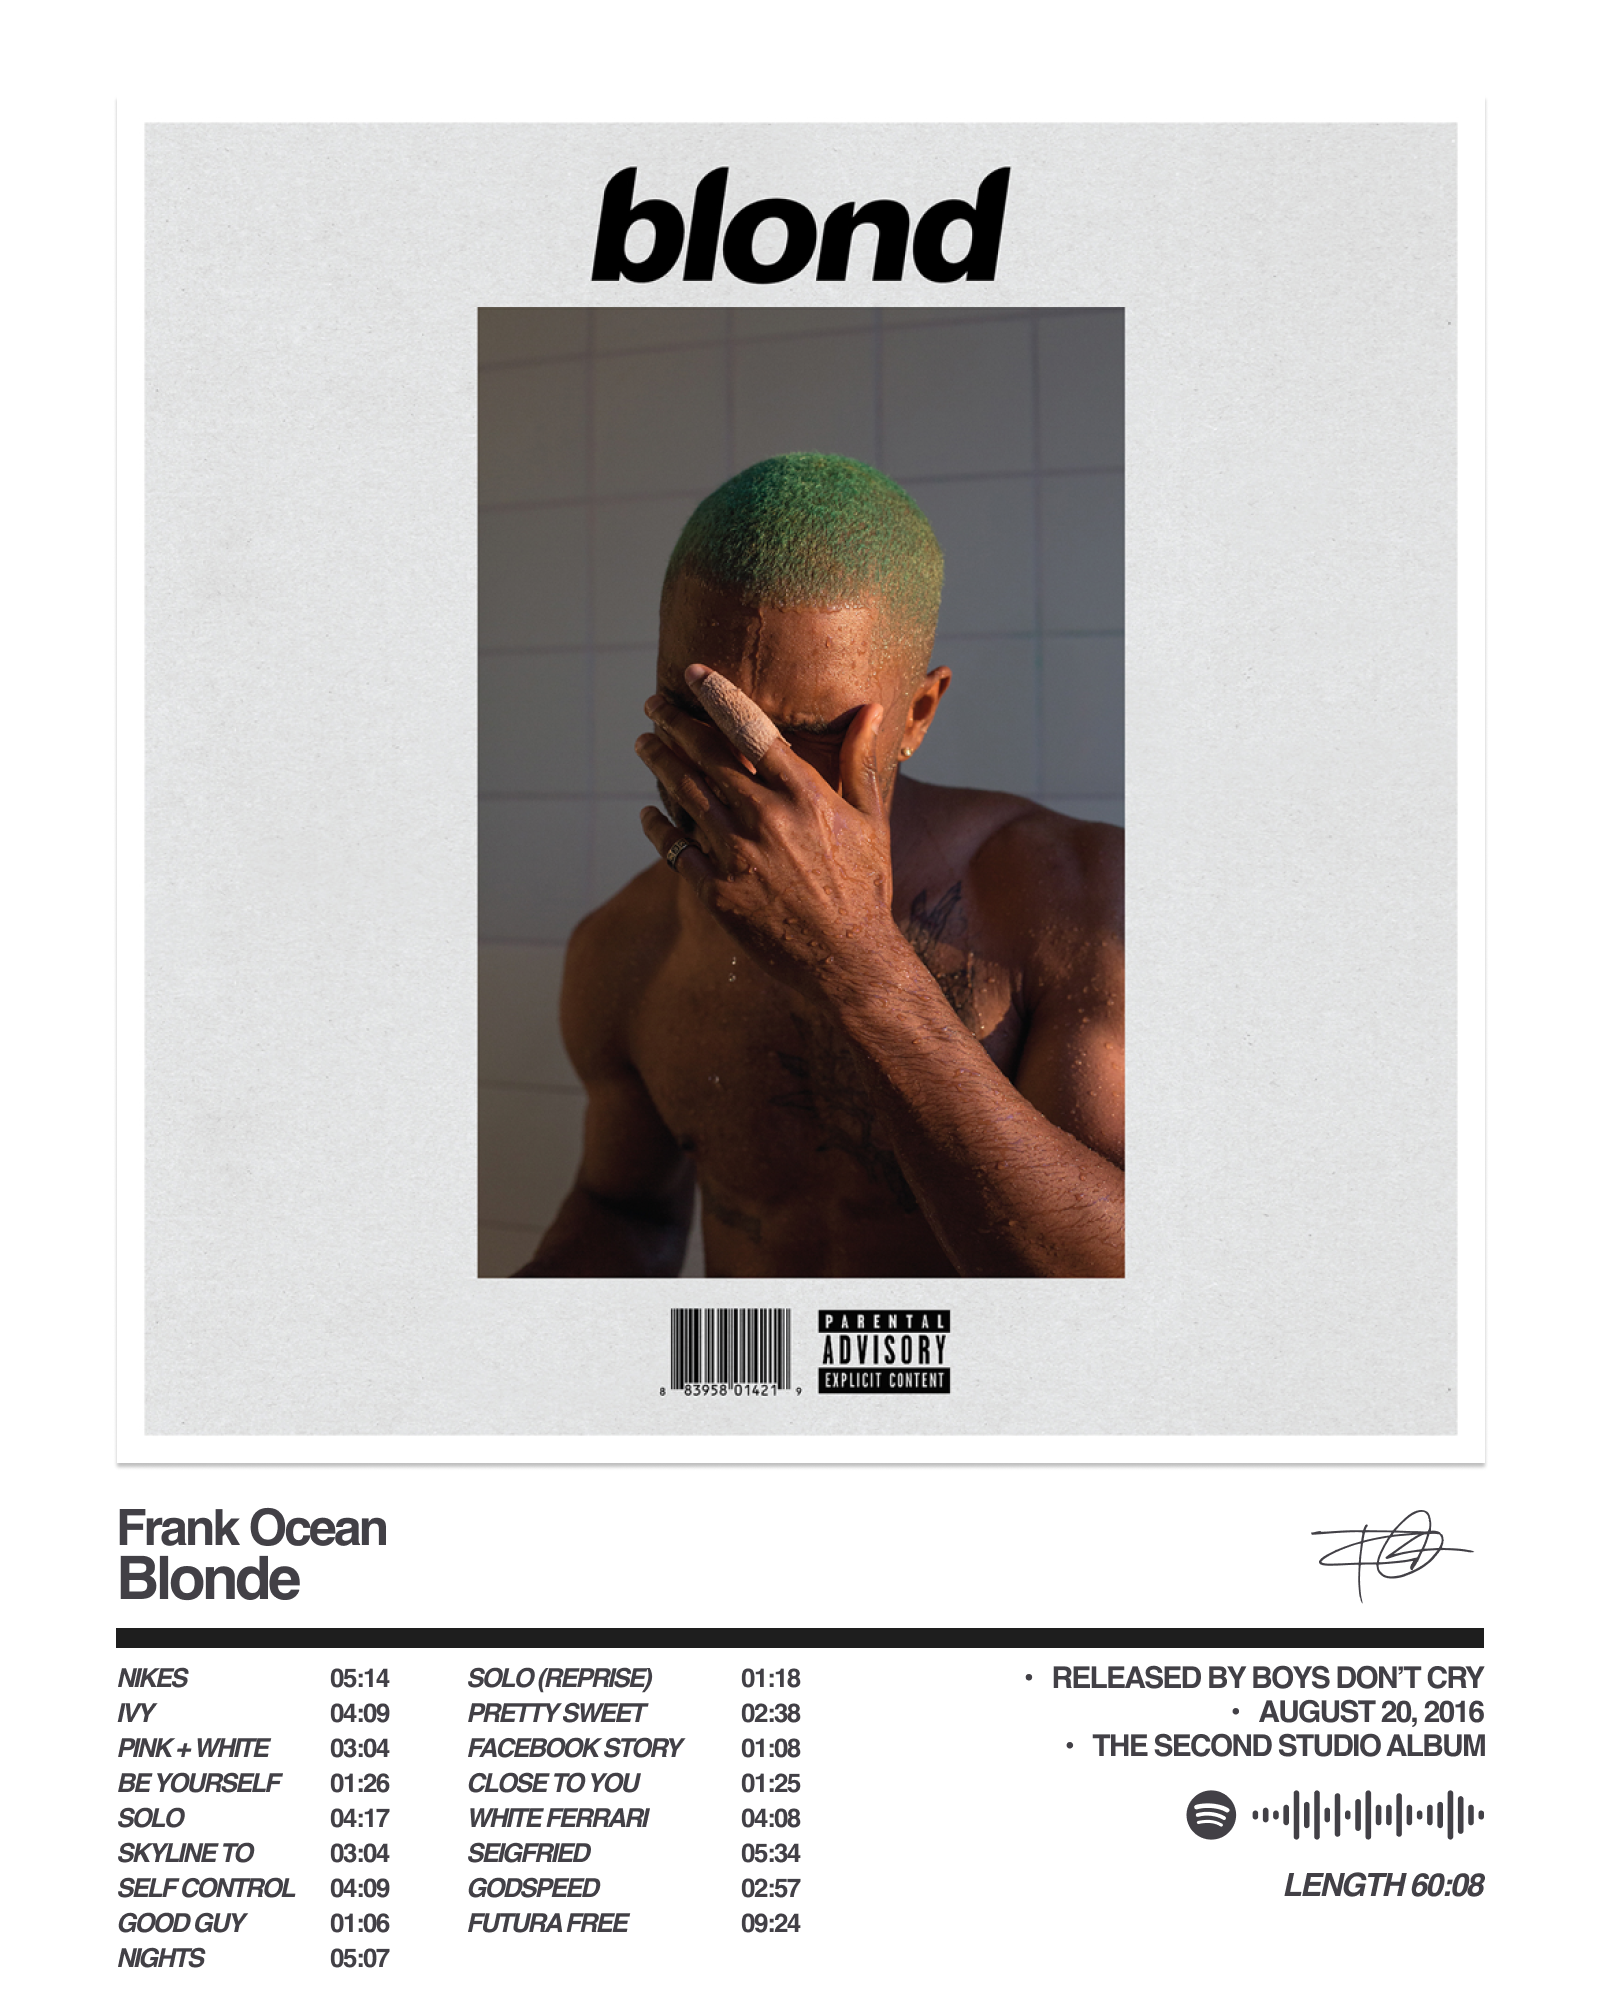 blond
8 83958 01421 9
PARENTAL
ADVISORY
EXPLICIT CONTENT
Frank Ocean
Blonde
NIKES 05:14
IVY 04:09
PINK + WHITE 03:04
BE YOURSELF 01:26
SOLO 04:17
SKYLINE TO 03:04
SELF CONTROL 04:09
GOOD GUY 01:06
NIGHTS 05:07
SOLO (REPRISE) 01:18
PRETTY SWEET 02:38
FACEBOOK STORY 01:08
CLOSE TO YOU 01:25
WHITE FERRARI 04:08
SEIGFRIED 05:34
GODSPEED 02:57
FUTURA FREE 09:24
• RELEASED BY BOYS DON’T CRY
• AUGUST 20, 2016
• THE SECOND STUDIO ALBUM
LENGTH 60:08